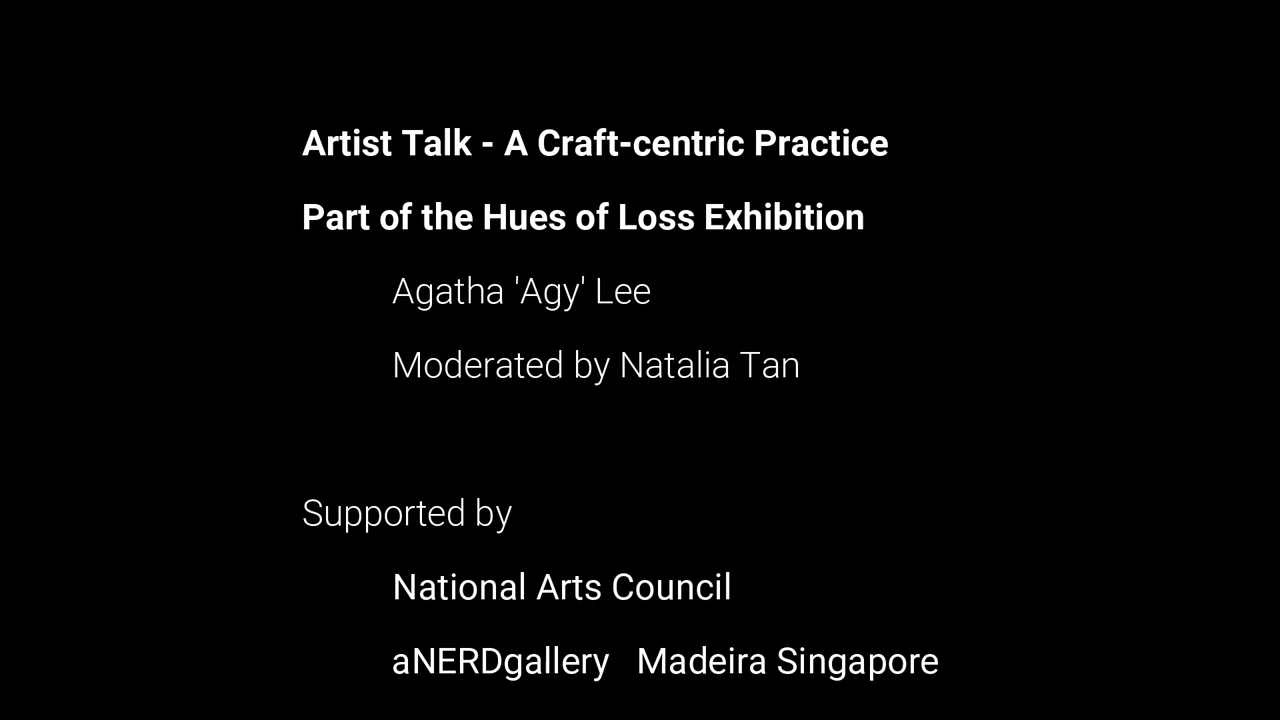 Artist Talk - A Craft-centric Practice
Part of the Hues of Loss Exhibition
Agatha 'Agy' Lee
Moderated by Natalia Tan
Supported by
National Arts Council
aNERDgallery Madeira Singapore